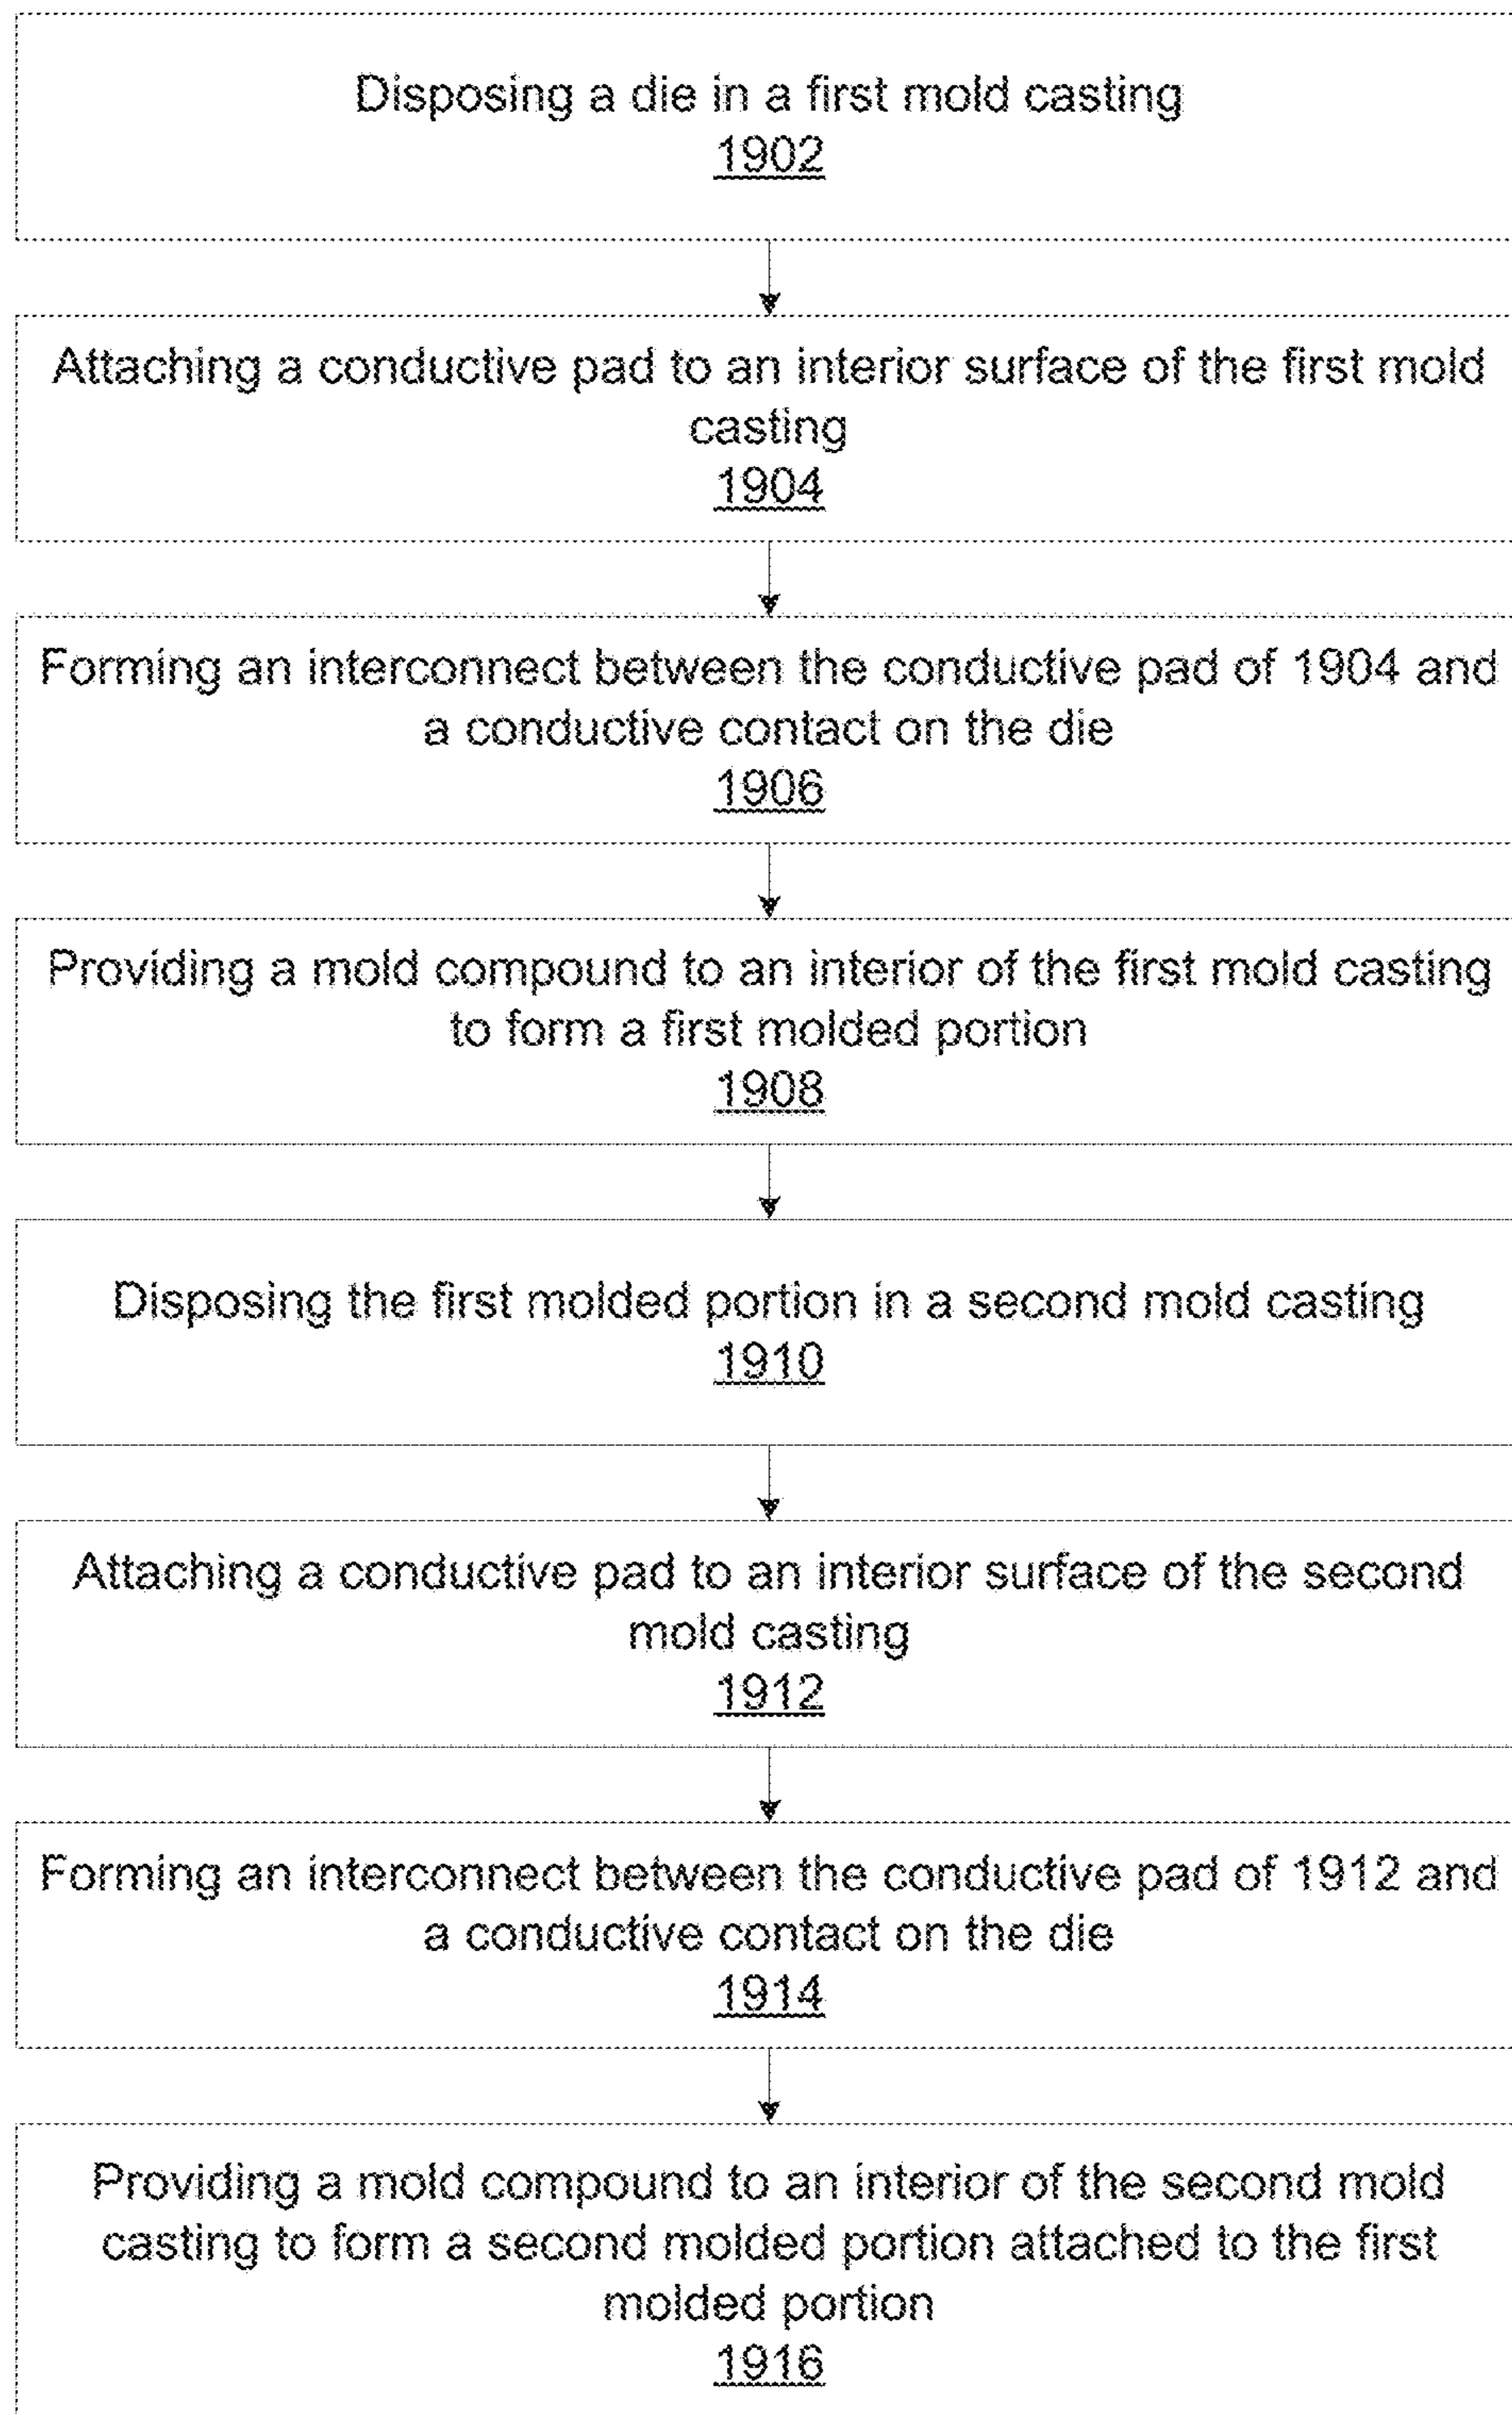 Disposing a die in a first mold casting
1902
Attaching a conductive pad to an interior surface of the first mold
casting
1904
Forming an interconnect between the conductive pad of 1904 and
a conductive contact on the die
1906
Providing a mold compound to an interior of the first mold casting
to form a first molded portion
1908
Disposing the first molded portion in a second mold casting
1910
Attaching a conductive pad to an interior surface of the second
mold casting
1912
Forming an interconnect between the conductive pad of 1912 and
a conductive contact on the die
1914
Providing a mold compound to an interior of the second mold
casting to form a second molded portion attached to the first
molded portion
1916